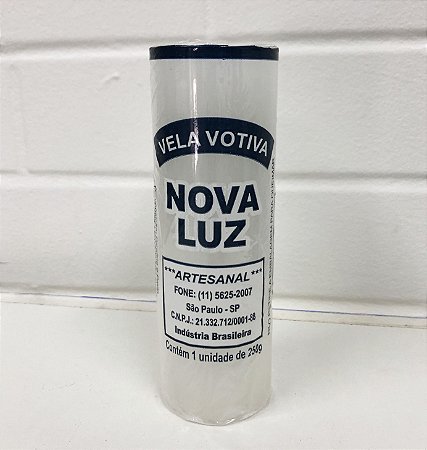 VELA VOTIVA
NOVA
LUZ
***ARTESANAL***
FONE: (11) 5625-2007
São Paulo - SP
C.N.P.J.: 21.332.712/0001-88
Indústria Brasileira
Contém 1 unidade de 250g